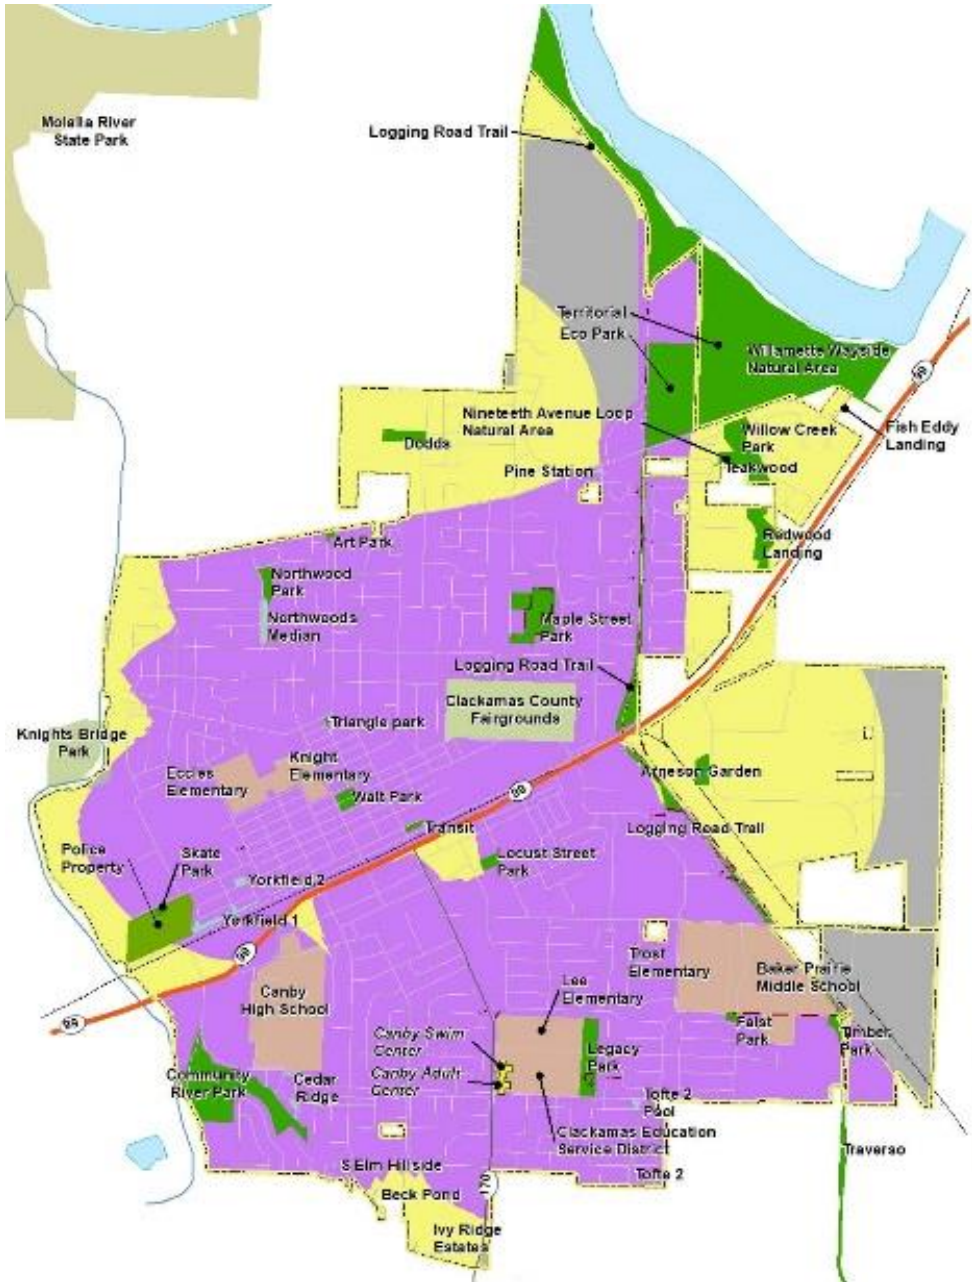 Molalla River
State Park
Logging Road Trail
99
Territorial
Eco Park
Willamette Wayside
Natural Area
Nineteeth Avenue Loop
Natural Area
Willow Creek
Park
Fish Eddy
Landing
Dodds
Teakwood
Pine Station
Redwood
Landing
Art Park
Northwood
Park
Northwoods
Median
Maple Street
Park
Logging Road Trail
Clackamas County
Fairgrounds
Triangle park
Knights Bridge
Park
Knight
Elementary
Eccles
Elementary
Arneson Garden
Wait Park
99
Transit
Logging Road Trail
Police
Property
Skate
Park
Locust Street
Park
Yorkfield 2
Yorkfield 1
99
Trost
Elementary
Baker Prairie
Middle School
Lee
Elementary
Canby
High School
99
Faist
Park
Timber
Park
Canby Swim
Center
Legacy
Park
Canby Adult
Center
Community
River Park
Cedar
Ridge
Tofte 2
Pool
Clackamas Education
Service District
Traverso
S Elm Hillside
Tofte 2
170
Beck Pond
Ivy Ridge
Estates